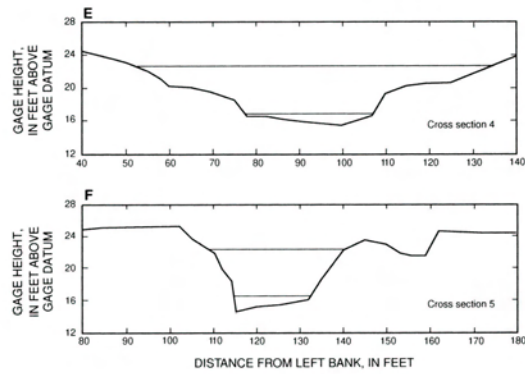 E
GAGE HEIGHT,
IN FEET ABOVE
GAGE DATUM
28
24
20
16
12
Cross section 4
40 50 60 70 80 90 100 110 120 130 140
F
GAGE HEIGHT,
IN FEET ABOVE
GAGE DATUM
28
24
20
16
12
Cross section 5
80 90 100 110 120 130 140 150 160 170 180
DISTANCE FROM LEFT BANK, IN FEET